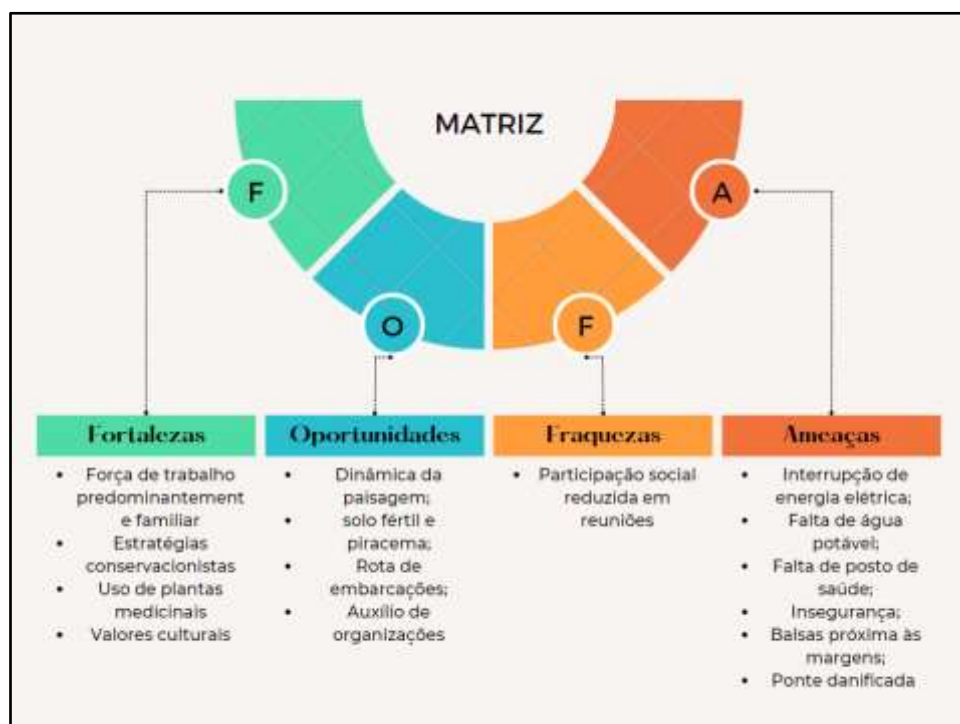 MATRIZ
F
O
F
A
Fortalezas
• Força de trabalho
predominantement
e familiar
• Estratégias
conservacionistas
• Uso de plantas
medicinais
• Valores culturais
Oportunidades
• Dinâmica da
paisagem;
• solo fértil e
piracema;
• Rota de
embarcações;
• Auxílio de
organizações
Fraquezas
• Participação social
reduzida em
reuniões
Ameaças
• Interrupção de
energia elétrica;
• Falta de água
potável;
• Falta de posto de
saúde;
• Insegurança;
• Balsas próxima às
margens;
• Ponte danificada